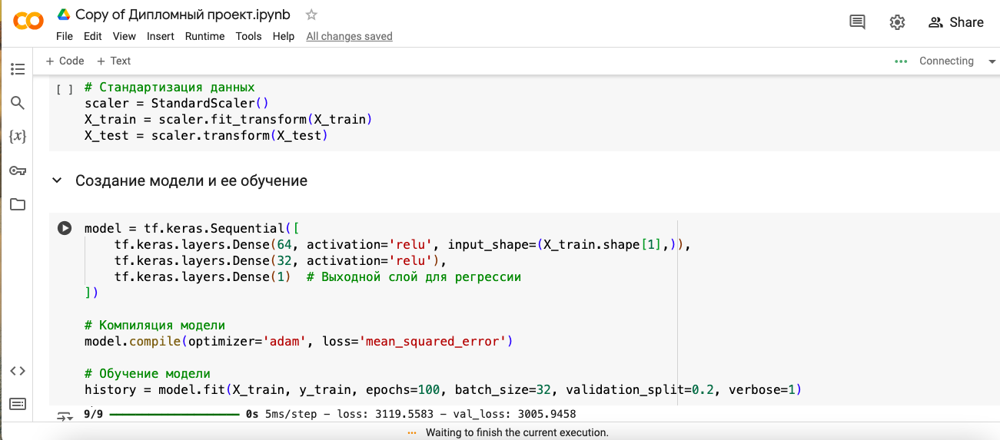 Copy of Дипломный проект.ipynb
File Edit View Insert Runtime Tools Help All changes saved
Share
+ Code + Text
Connecting
[ ] # Стандартизация данных
scaler = StandardScaler()
X_train = scaler.fit_transform(X_train)
X_test = scaler.transform(X_test)
Создание модели и ее обучение
model = tf.keras.Sequential([
    tf.keras.layers.Dense(64, activation='relu', input_shape=(X_train.shape[1],)),
    tf.keras.layers.Dense(32, activation='relu'),
    tf.keras.layers.Dense(1)  # Выходной слой для регрессии
])
# Компиляция модели
model.compile(optimizer='adam', loss='mean_squared_error')
# Обучение модели
history = model.fit(X_train, y_train, epochs=100, batch_size=32, validation_split=0.2, verbose=1)
9/9 0s 5ms/step – loss: 3119.5583 – val_loss: 3005.9458
Waiting to finish the current execution.